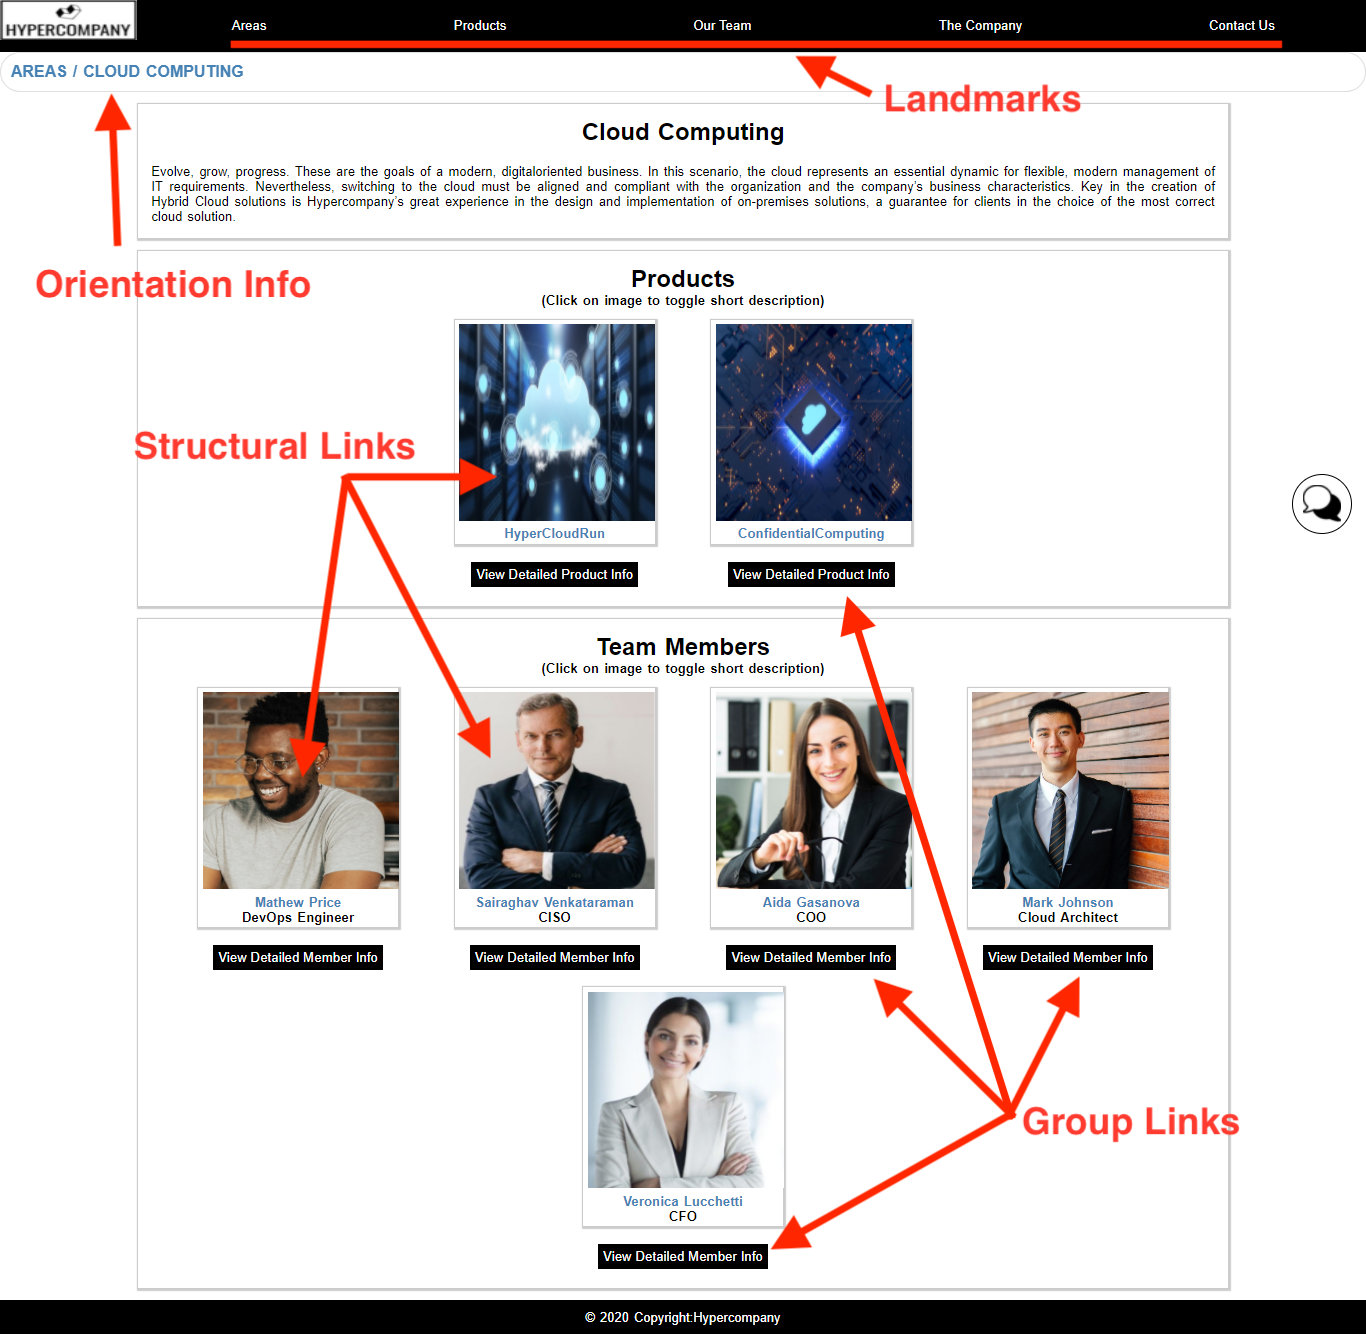 HYPERCOMPANY
Areas Products Our Team The Company Contact Us
AREAS / CLOUD COMPUTING
Landmarks
Cloud Computing
Evolve, grow, progress. These are the goals of a modern, digitaloriented business. In this scenario, the cloud represents an essential dynamic for flexible, modern management of
IT requirements. Nevertheless, switching to the cloud must be aligned and compliant with the organization and the company's business characteristics. Key in the creation of
Hybrid Cloud solutions is Hypercompany's great experience in the design and implementation of on-premises solutions, a guarantee for clients in the choice of the most correct
cloud solution.
Orientation Info
Products
(Click on image to toggle short description)
Structural Links
HyperCloudRun ConfidentialComputing
View Detailed Product Info View Detailed Product Info
Team Members
(Click on image to toggle short description)
Mathew Price Sairaghav Venkataraman Aida Gasanova Mark Johnson
DevOps Engineer CISO COO Cloud Architect
View Detailed Member Info View Detailed Member Info View Detailed Member Info View Detailed Member Info
Group Links
Veronica Lucchetti
CFO
View Detailed Member Info
© 2020 Copyright:Hypercompany